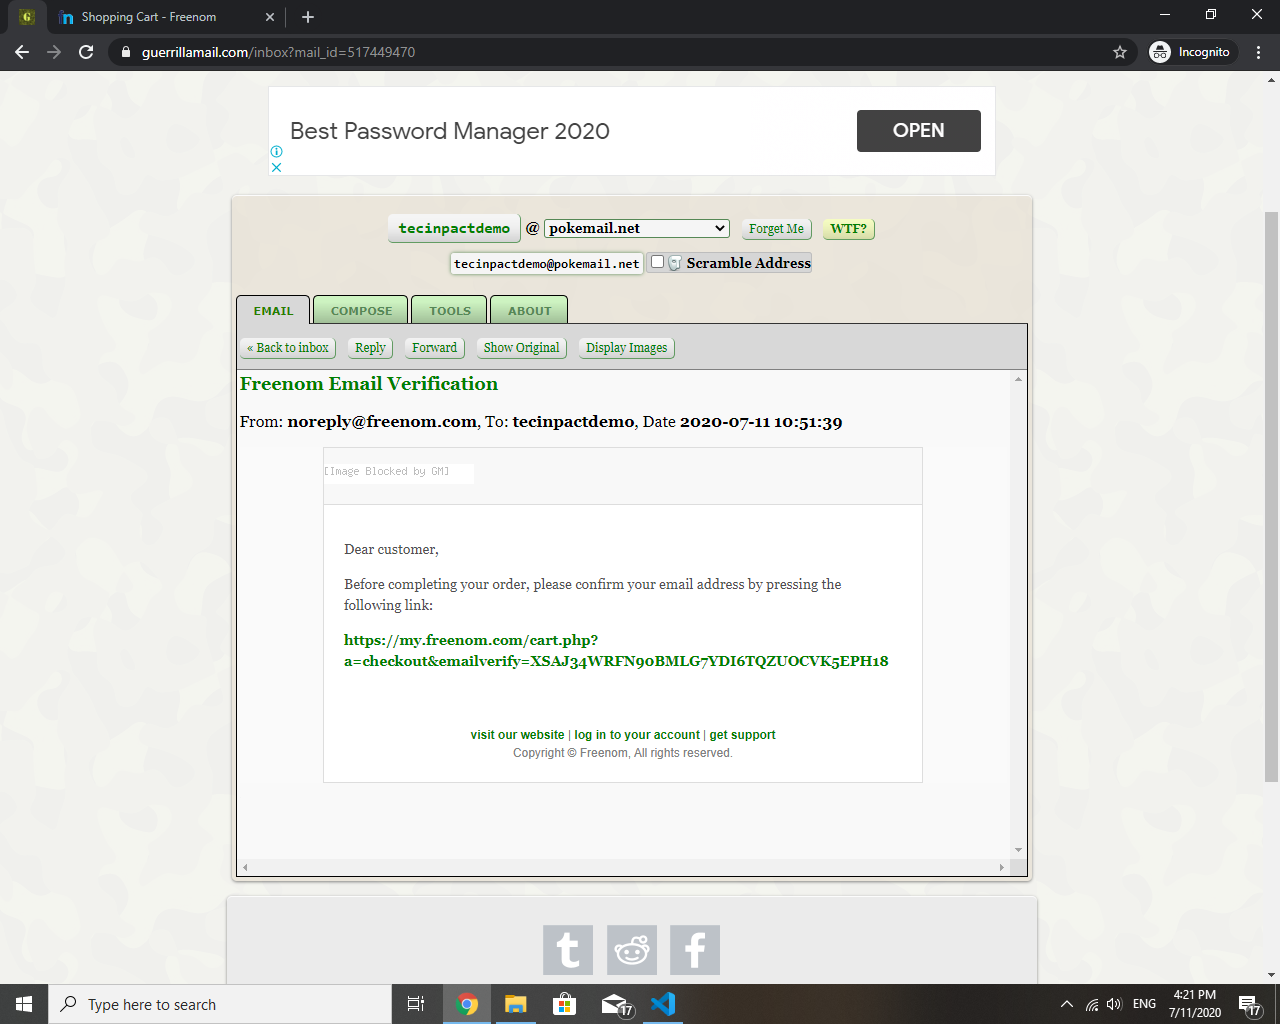 Shopping Cart - Freenom
guerrillamail.com/inbox?mail_id=517449470
Incognito
Best Password Manager 2020
OPEN
tecinpactdemo @ pokemail.net Forget Me WTF?
tecinpactdemo@pokemail.net Scramble Address
EMAIL COMPOSE TOOLS ABOUT
« Back to inbox Reply Forward Show Original Display Images
Freenom Email Verification
From: noreply@freenom.com, To: tecinpactdemo, Date 2020-07-11 10:51:39
[Image Blocked by GM]
Dear customer,
Before completing your order, please confirm your email address by pressing the
following link:
https://my.freenom.com/cart.php?
a=checkout&emailverify=XSAJ34WRFN90BMLG7YDI6TQZUOCVK5EPH18
visit our website | log in to your account | get support
Copyright © Freenom, All rights reserved.
Type here to search
17
ENG
4:21 PM
7/11/2020
17